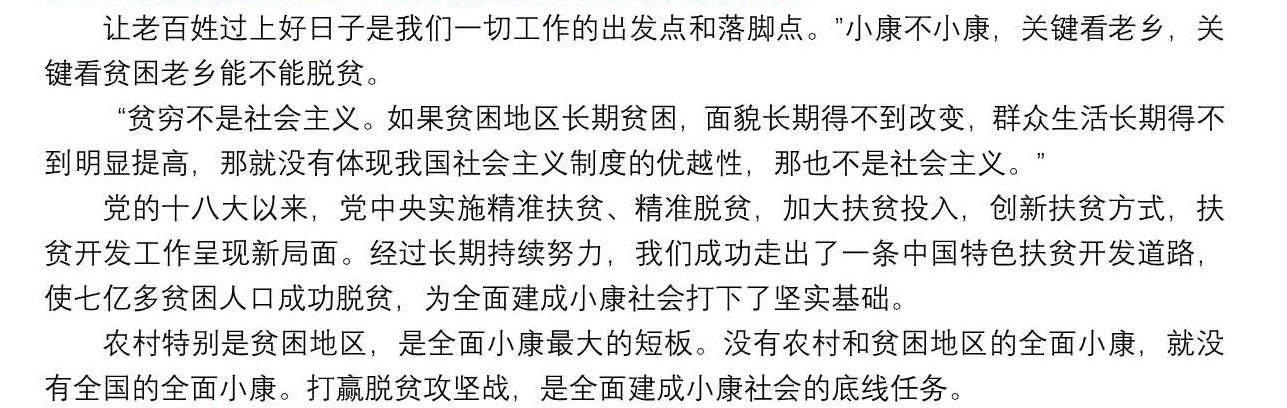 让老百姓过上好日子是我们一切工作的出发点和落脚点。”小康不小康，关键看老乡，关
键看贫困老乡能不能脱贫。
“贫穷不是社会主义。如果贫困地区长期贫困，面貌长期得不到改变，群众生活长期得不
到明显提高，那就没有体现我国社会主义制度的优越性，那也不是社会主义。”
党的十八大以来，党中央实施精准扶贫、精准脱贫，加大扶贫投入，创新扶贫方式，扶
贫开发工作呈现新局面。经过长期持续努力，我们成功走出了一条中国特色扶贫开发道路，
使七亿多贫困人口成功脱贫，为全面建成小康社会打下了坚实基础。
农村特别是贫困地区，是全面小康最大的短板。没有农村和贫困地区的全面小康，就没
有全国的全面小康。打赢脱贫攻坚战，是全面建成小康社会的底线任务。